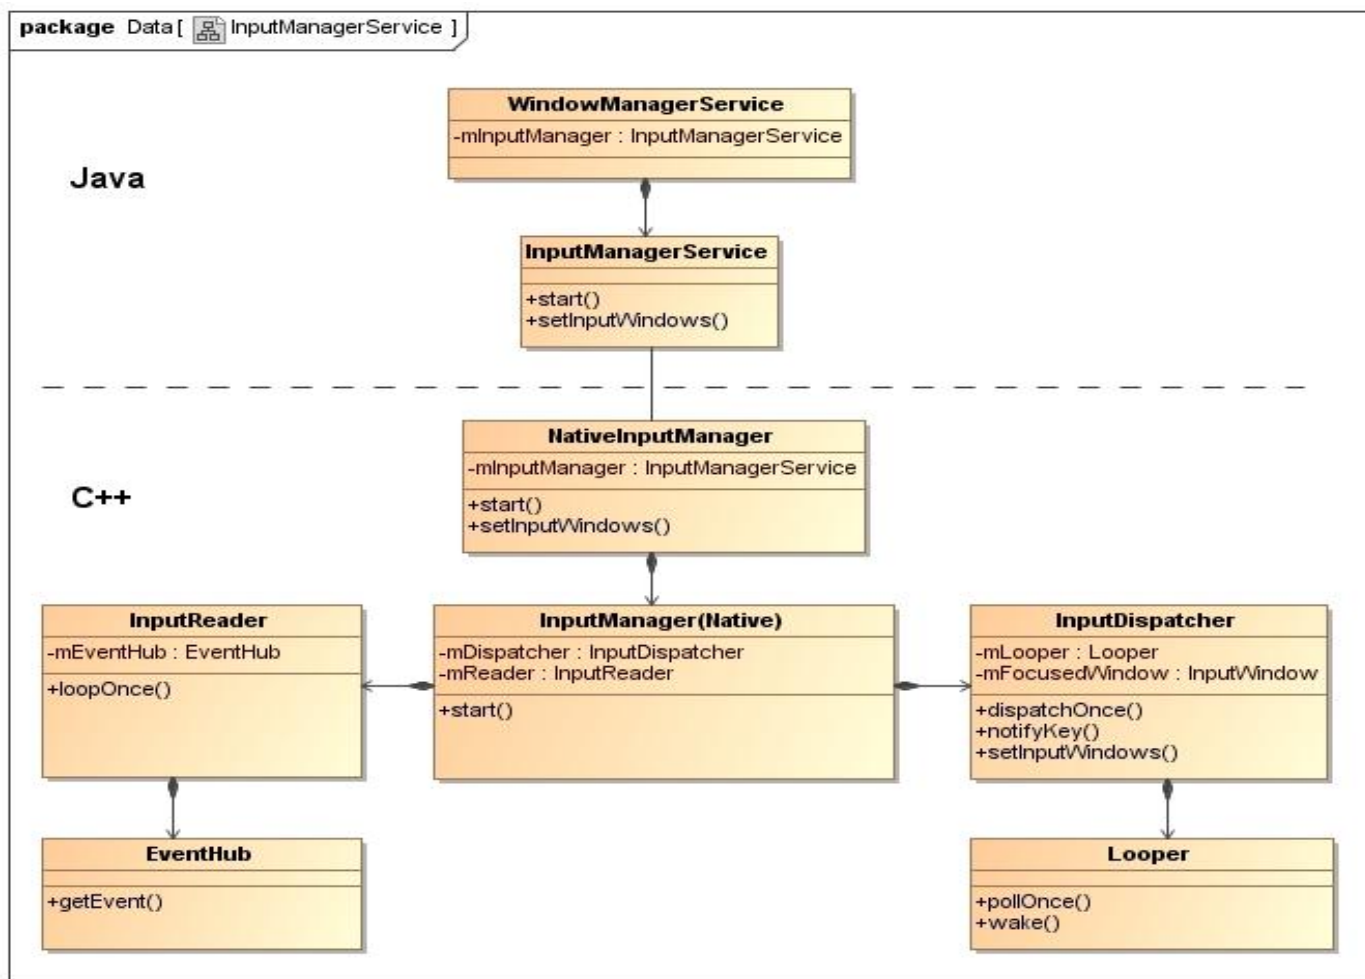 package Data [ InputManagerService ]
WindowManagerService
-mInputManager : InputManagerService
Java
InputManagerService
+start()
+setInputWindows()
NativeInputManager
-mInputManager : InputManagerService
C++
+start()
+setInputWindows()
InputReader
-mEventHub : EventHub
+loopOnce()
InputManager(Native)
-mDispatcher : InputDispatcher
-mReader : InputReader
+start()
InputDispatcher
-mLooper : Looper
-mFocusedWindow : InputWindow
+dispatchOnce()
+notifyKey()
+setInputWindows()
EventHub
+getEvent()
Looper
+pollOnce()
+wake()